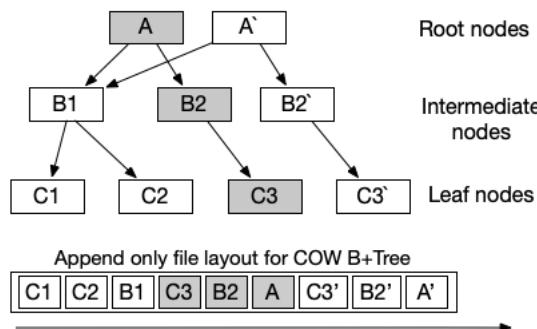 A A` Root nodes
B1 B2 B2` Intermediate
nodes
C1 C2 C3 C3` Leaf nodes
Append only file layout for COW B+Tree
C1 C2 B1 C3 B2 A C3' B2' A'